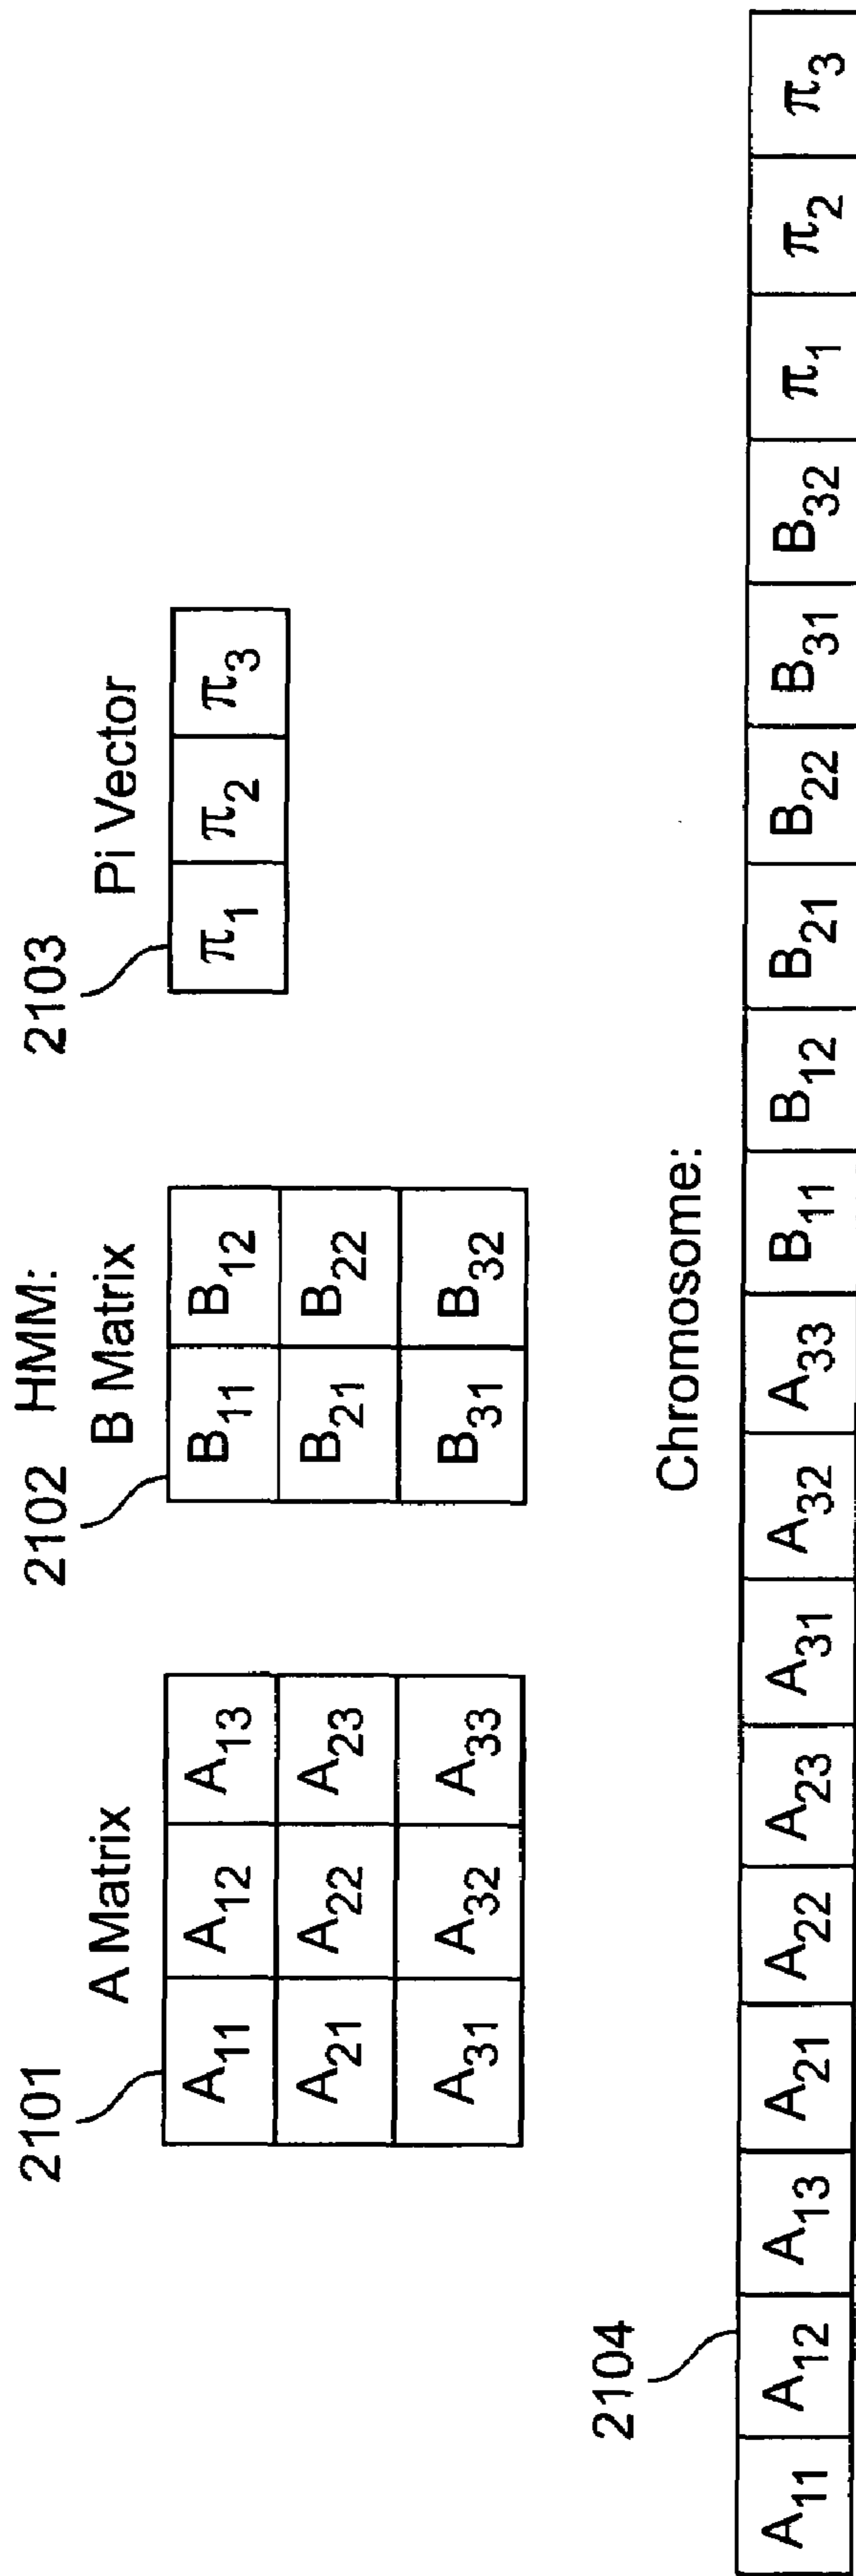 HMM:
2101 2102 2103
A Matrix B Matrix Pi Vector
A11 A12 A13 B11 B12 π1 π2 π3
A21 A22 A23 B21 B22
A31 A32 A33 B31 B32
Chromosome:
2104
A11 A12 A13 A21 A22 A23 A31 A32 A33 B11 B12 B21 B22 B31 B32 π1 π2 π3